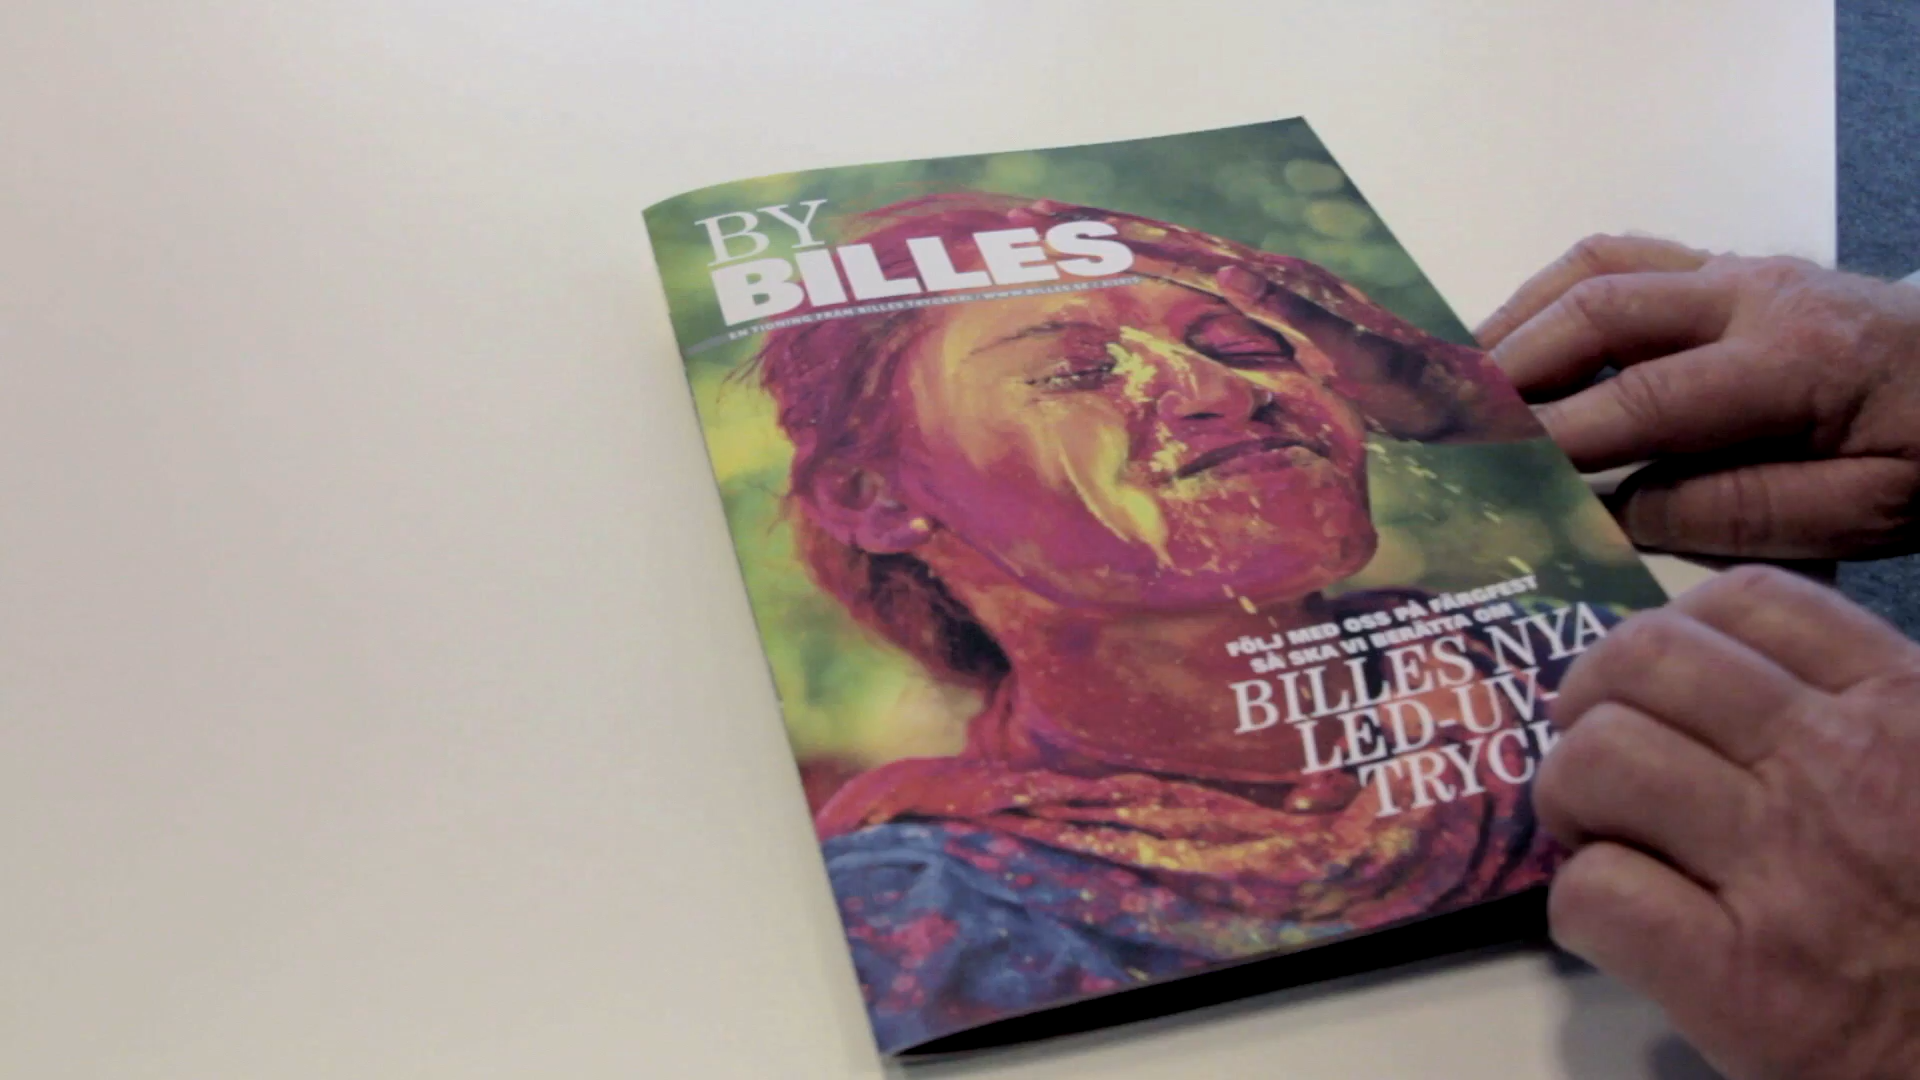 BY
BILLES
EN TIDNING FRÅN BILLES TRYCKERI / WWW.BILLES.SE /
FÖLJ MED OSS PÅ FÄRGFEST
SÅ SKA VI BERÄTTA OM
BILLES NYA
LED-UV-
TRYCK